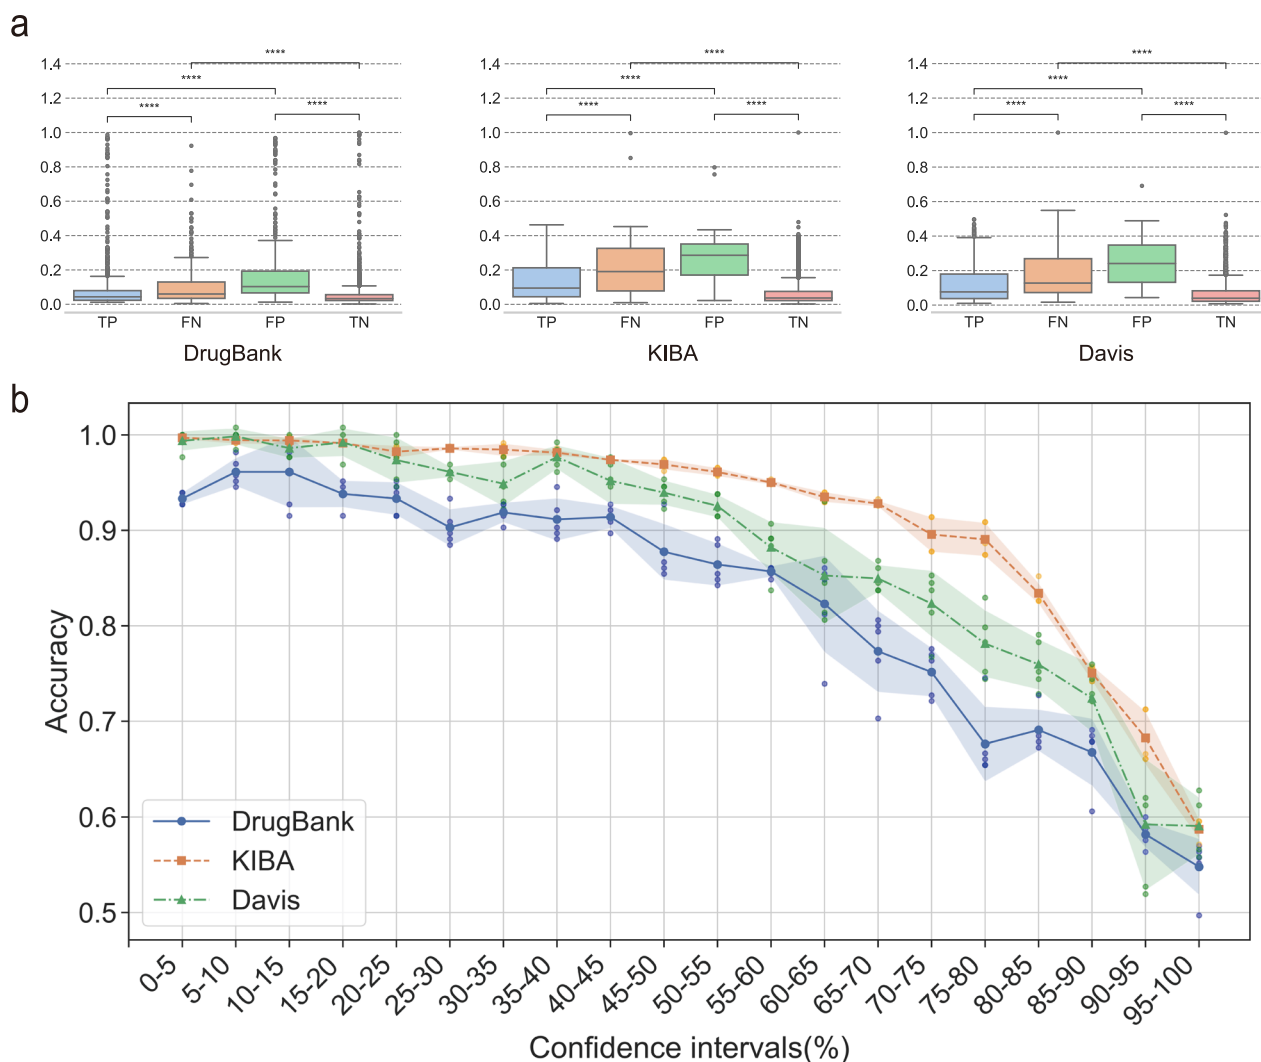 a
****
****
****
****
1.4
1.2
1.0
0.8
0.6
0.4
0.2
0.0
TP
FN
FP
TN
DrugBank
****
****
****
****
1.4
1.2
1.0
0.8
0.6
0.4
0.2
0.0
TP
FN
FP
TN
KIBA
****
****
****
****
1.4
1.2
1.0
0.8
0.6
0.4
0.2
0.0
TP
FN
FP
TN
Davis
b
Accuracy
1.0
0.9
0.8
0.7
0.6
0.5
DrugBank
KIBA
Davis
0-5
5-10
10-15
15-20
20-25
25-30
30-35
35-40
40-45
45-50
50-55
55-60
60-65
65-70
70-75
75-80
80-85
85-90
90-95
95-100
Confidence intervals(%)